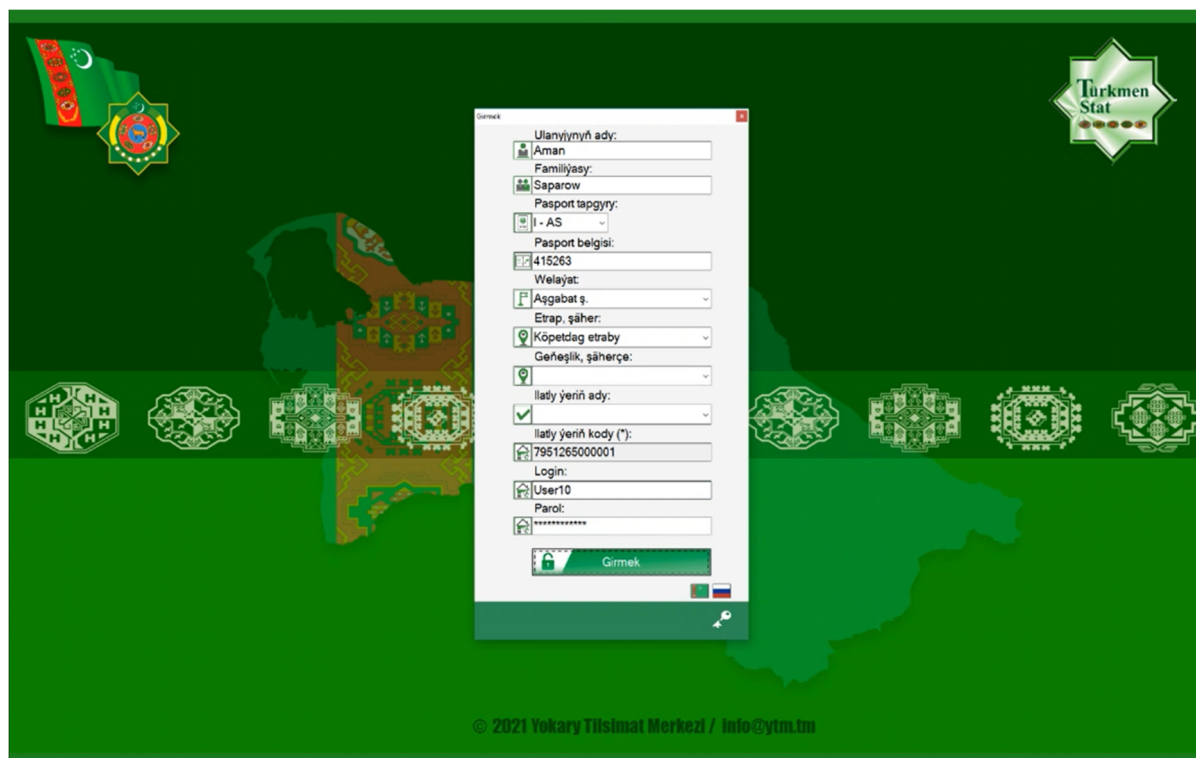 Türkmen
Stat
Girmek
Ulanyjynyň ady:
Aman
Familiýasy:
Saparow
Pasport tapgyry:
I - AS
Pasport belgisi:
415263
Welaýat:
Aşgabat ş.
Etrap, şäher:
Köpetdag etraby
Geňeşlik, şäherçe:
Ilatly ýeriň ady:
Ilatly ýeriň kody (*):
7951265000001
Login:
User10
Parol:
************
Girmek
© 2021 Yokary Tilsimat Merkezi / info@ytm.tm